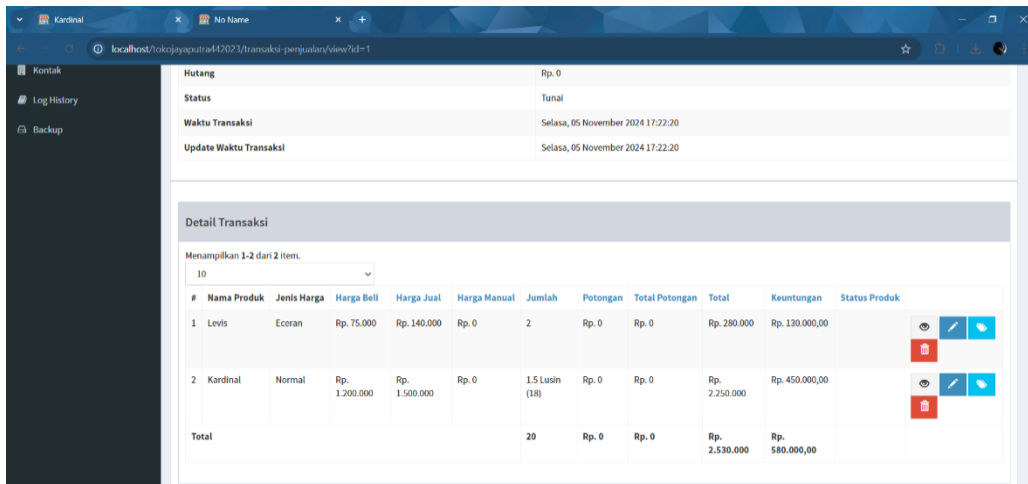 Kardinal
No Name
localhost/tokojayaputra442023/transaksi-penjualan/view?id=1
Kontak
Log History
Backup
Hutang Rp. 0
Status Tunai
Waktu Transaksi Selasa, 05 November 2024 17:22:20
Update Waktu Transaksi Selasa, 05 November 2024 17:22:20
Detail Transaksi
Menampilkan 1-2 dari 2 item.
10
# Nama Produk Jenis Harga Harga Beli Harga Jual Harga Manual Jumlah Potongan Total Potongan Total Keuntungan Status Produk
1 Levis Eceran Rp. 75.000 Rp. 140.000 Rp. 0 2 Rp. 0 Rp. 0 Rp. 280.000 Rp. 130.000,00
2 Kardinal Normal Rp. 1.200.000 Rp. 1.500.000 Rp. 0 1.5 Lusin (18) Rp. 0 Rp. 0 Rp. 2.250.000 Rp. 450.000,00
Total 20 Rp. 0 Rp. 0 Rp. 2.530.000 Rp. 580.000,00